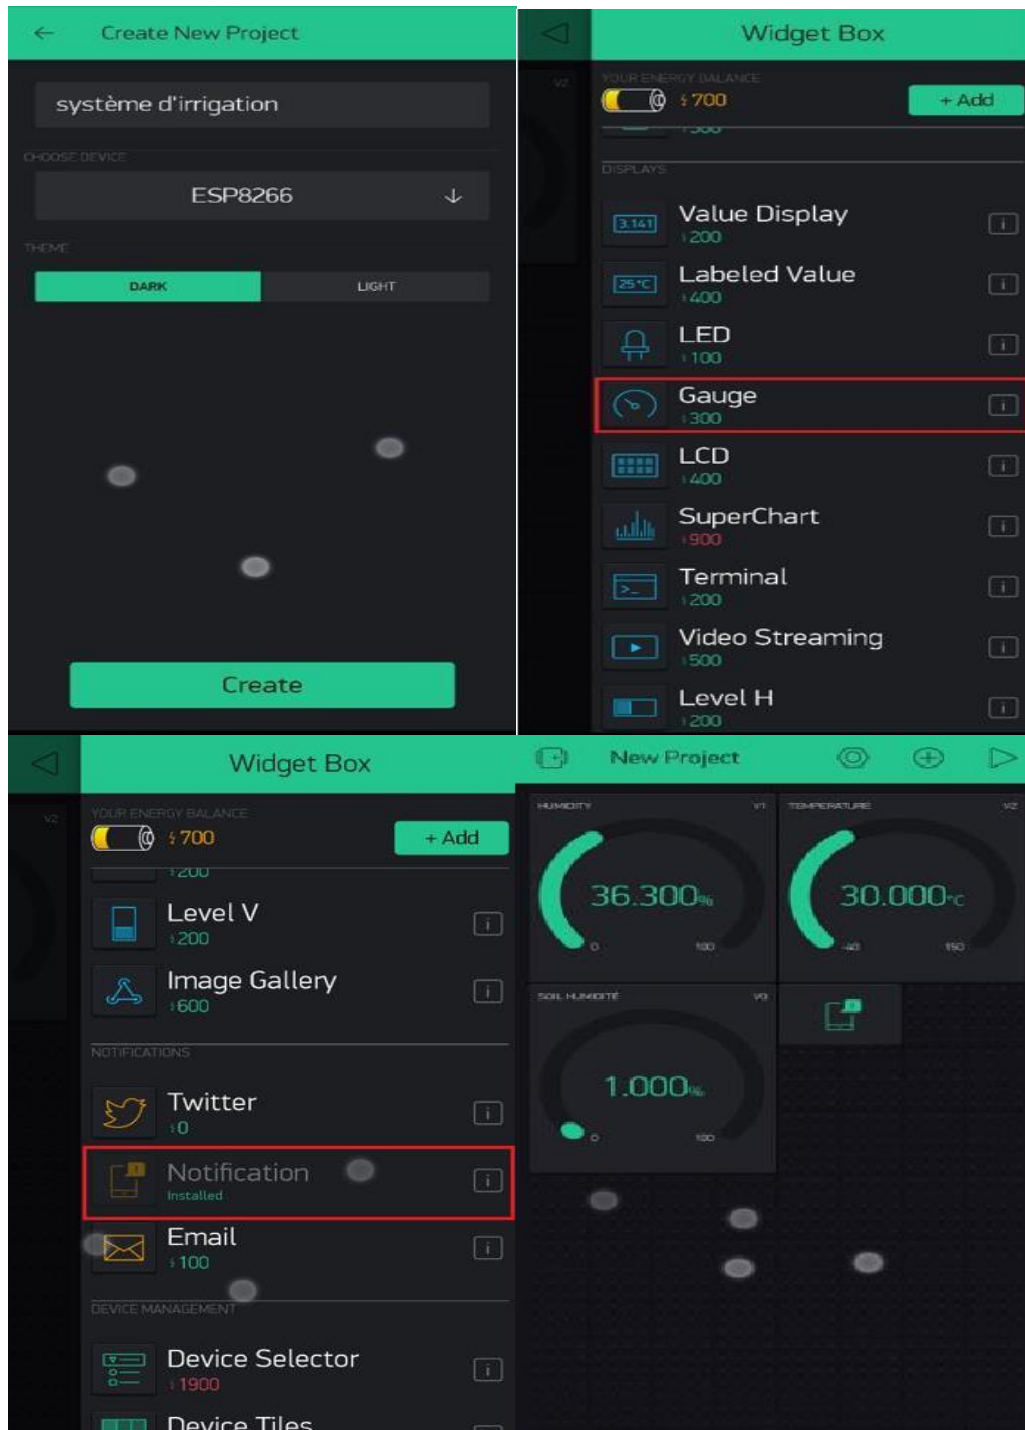 Create New Project
système d'irrigation
CHOOSE DEVICE
ESP8266
THEME
DARK
LIGHT
Create
Widget Box
V2
YOUR ENERGY BALANCE
700
+ Add
300
DISPLAYS
3.141
Value Display
200
25°C
Labeled Value
400
LED
100
Gauge
300
LCD
400
SuperChart
900
Terminal
200
Video Streaming
500
Level H
200
Widget Box
V2
YOUR ENERGY BALANCE
700
+ Add
200
Level V
200
Image Gallery
600
NOTIFICATIONS
Twitter
0
Notification
Installed
Email
100
DEVICE MANAGEMENT
Device Selector
1900
Device Tiles
New Project
HUMIDITY V1
36.300%
0 100
TEMPERATURE V2
30.000°C
-40 150
SOIL HUMIDITÉ
1.000%
0 100